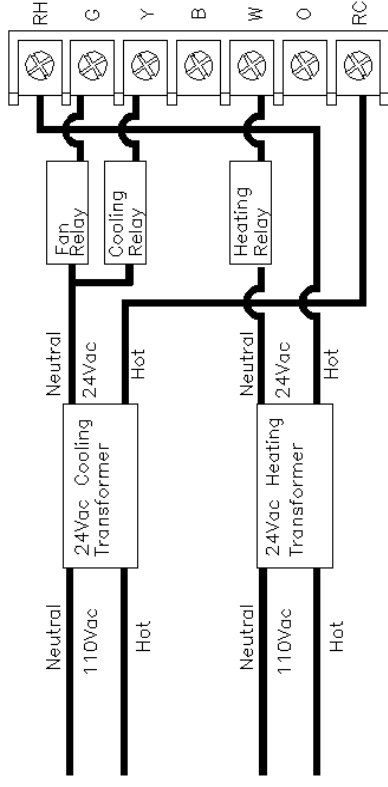 RH
G
Y
B
W
O
RC
Fan
Relay
Cooling
Relay
Heating
Relay
Neutral
24Vac
Hot
Neutral
24Vac
Hot
24Vac Cooling
Transformer
24Vac Heating
Transformer
Neutral
110Vac
Hot
Neutral
110Vac
Hot